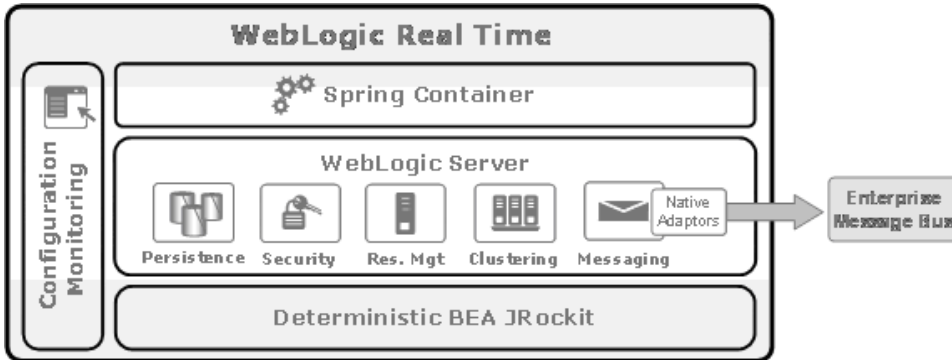 WebLogic Real Time
Configuration
Monitoring
Spring Container
WebLogic Server
Persistence
Security
Res. Mgt
Clustering
Messaging
Native
Adaptors
Enterprise
Message Bus
Deterministic BEA JRockit